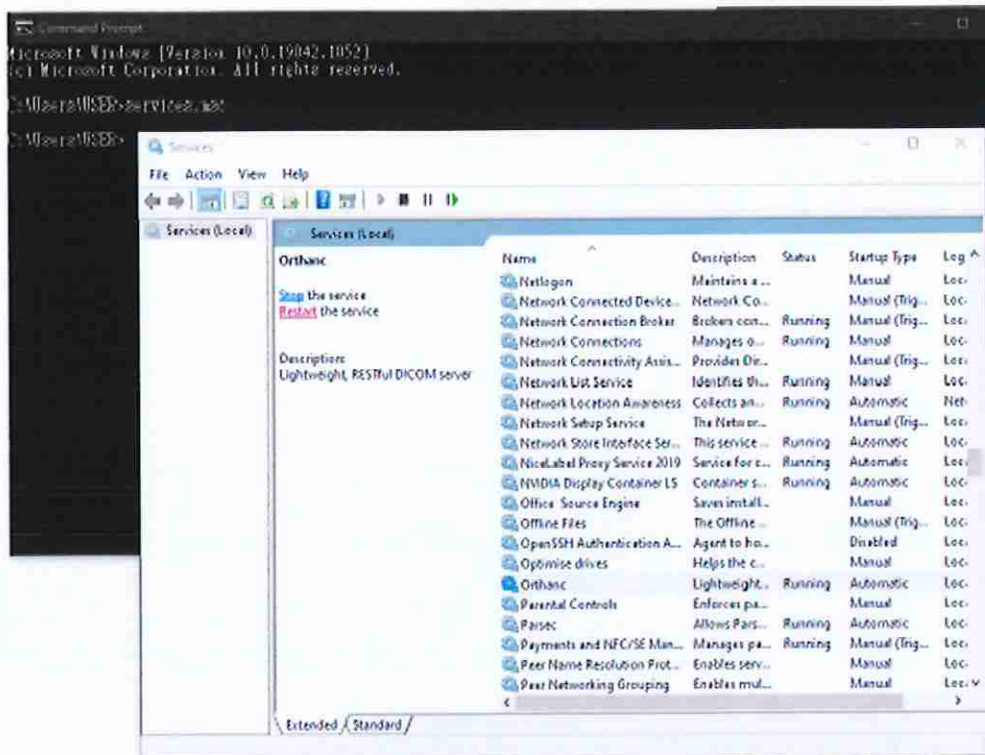 Command Prompt
Microsoft Windows [Version 10.0.19042.1052]
(c) Microsoft Corporation. All rights reserved.
C:\Users\USER>services.msc
C:\Users\USER>
Services
File Action View Help
Services (Local)
Services (Local)
Orthanc
Stop the service
Restart the service
Description:
Lightweight, RESTful DICOM server
Name Description Status Startup Type Log
Netlogon Maintains a ... Manual Loc
Network Connected Device... Network Co... Manual (Trig... Loc
Network Connection Broker Brokers con... Running Manual (Trig... Loc
Network Connections Manages o... Running Manual Loc
Network Connectivity Assis... Provides Dir... Manual (Trig... Loc
Network List Service Identifies th... Running Manual Loc
Network Location Awareness Collects an... Running Automatic Net
Network Setup Service The Networ... Manual (Trig... Loc
Network Store Interface Ser... This service ... Running Automatic Loc
NiceLabel Proxy Service 2019 Service for c... Running Automatic Loc
NVIDIA Display Container LS Container s... Running Automatic Loc
Office Source Engine Saves install... Manual Loc
Offline Files The Offline ... Manual (Trig... Loc
OpenSSH Authentication A... Agent to ho... Disabled Loc
Optimise drives Helps the c... Manual Loc
Orthanc Lightweight... Running Automatic Loc
Parental Controls Enforces pa... Manual Loc
Parsec Allows Pars... Running Automatic Loc
Payments and NFC/SE Man... Manages pa... Running Manual (Trig... Loc
Peer Name Resolution Prot... Enables serv... Manual Loc
Peer Networking Grouping Enables mul... Manual Loc
Extended Standard